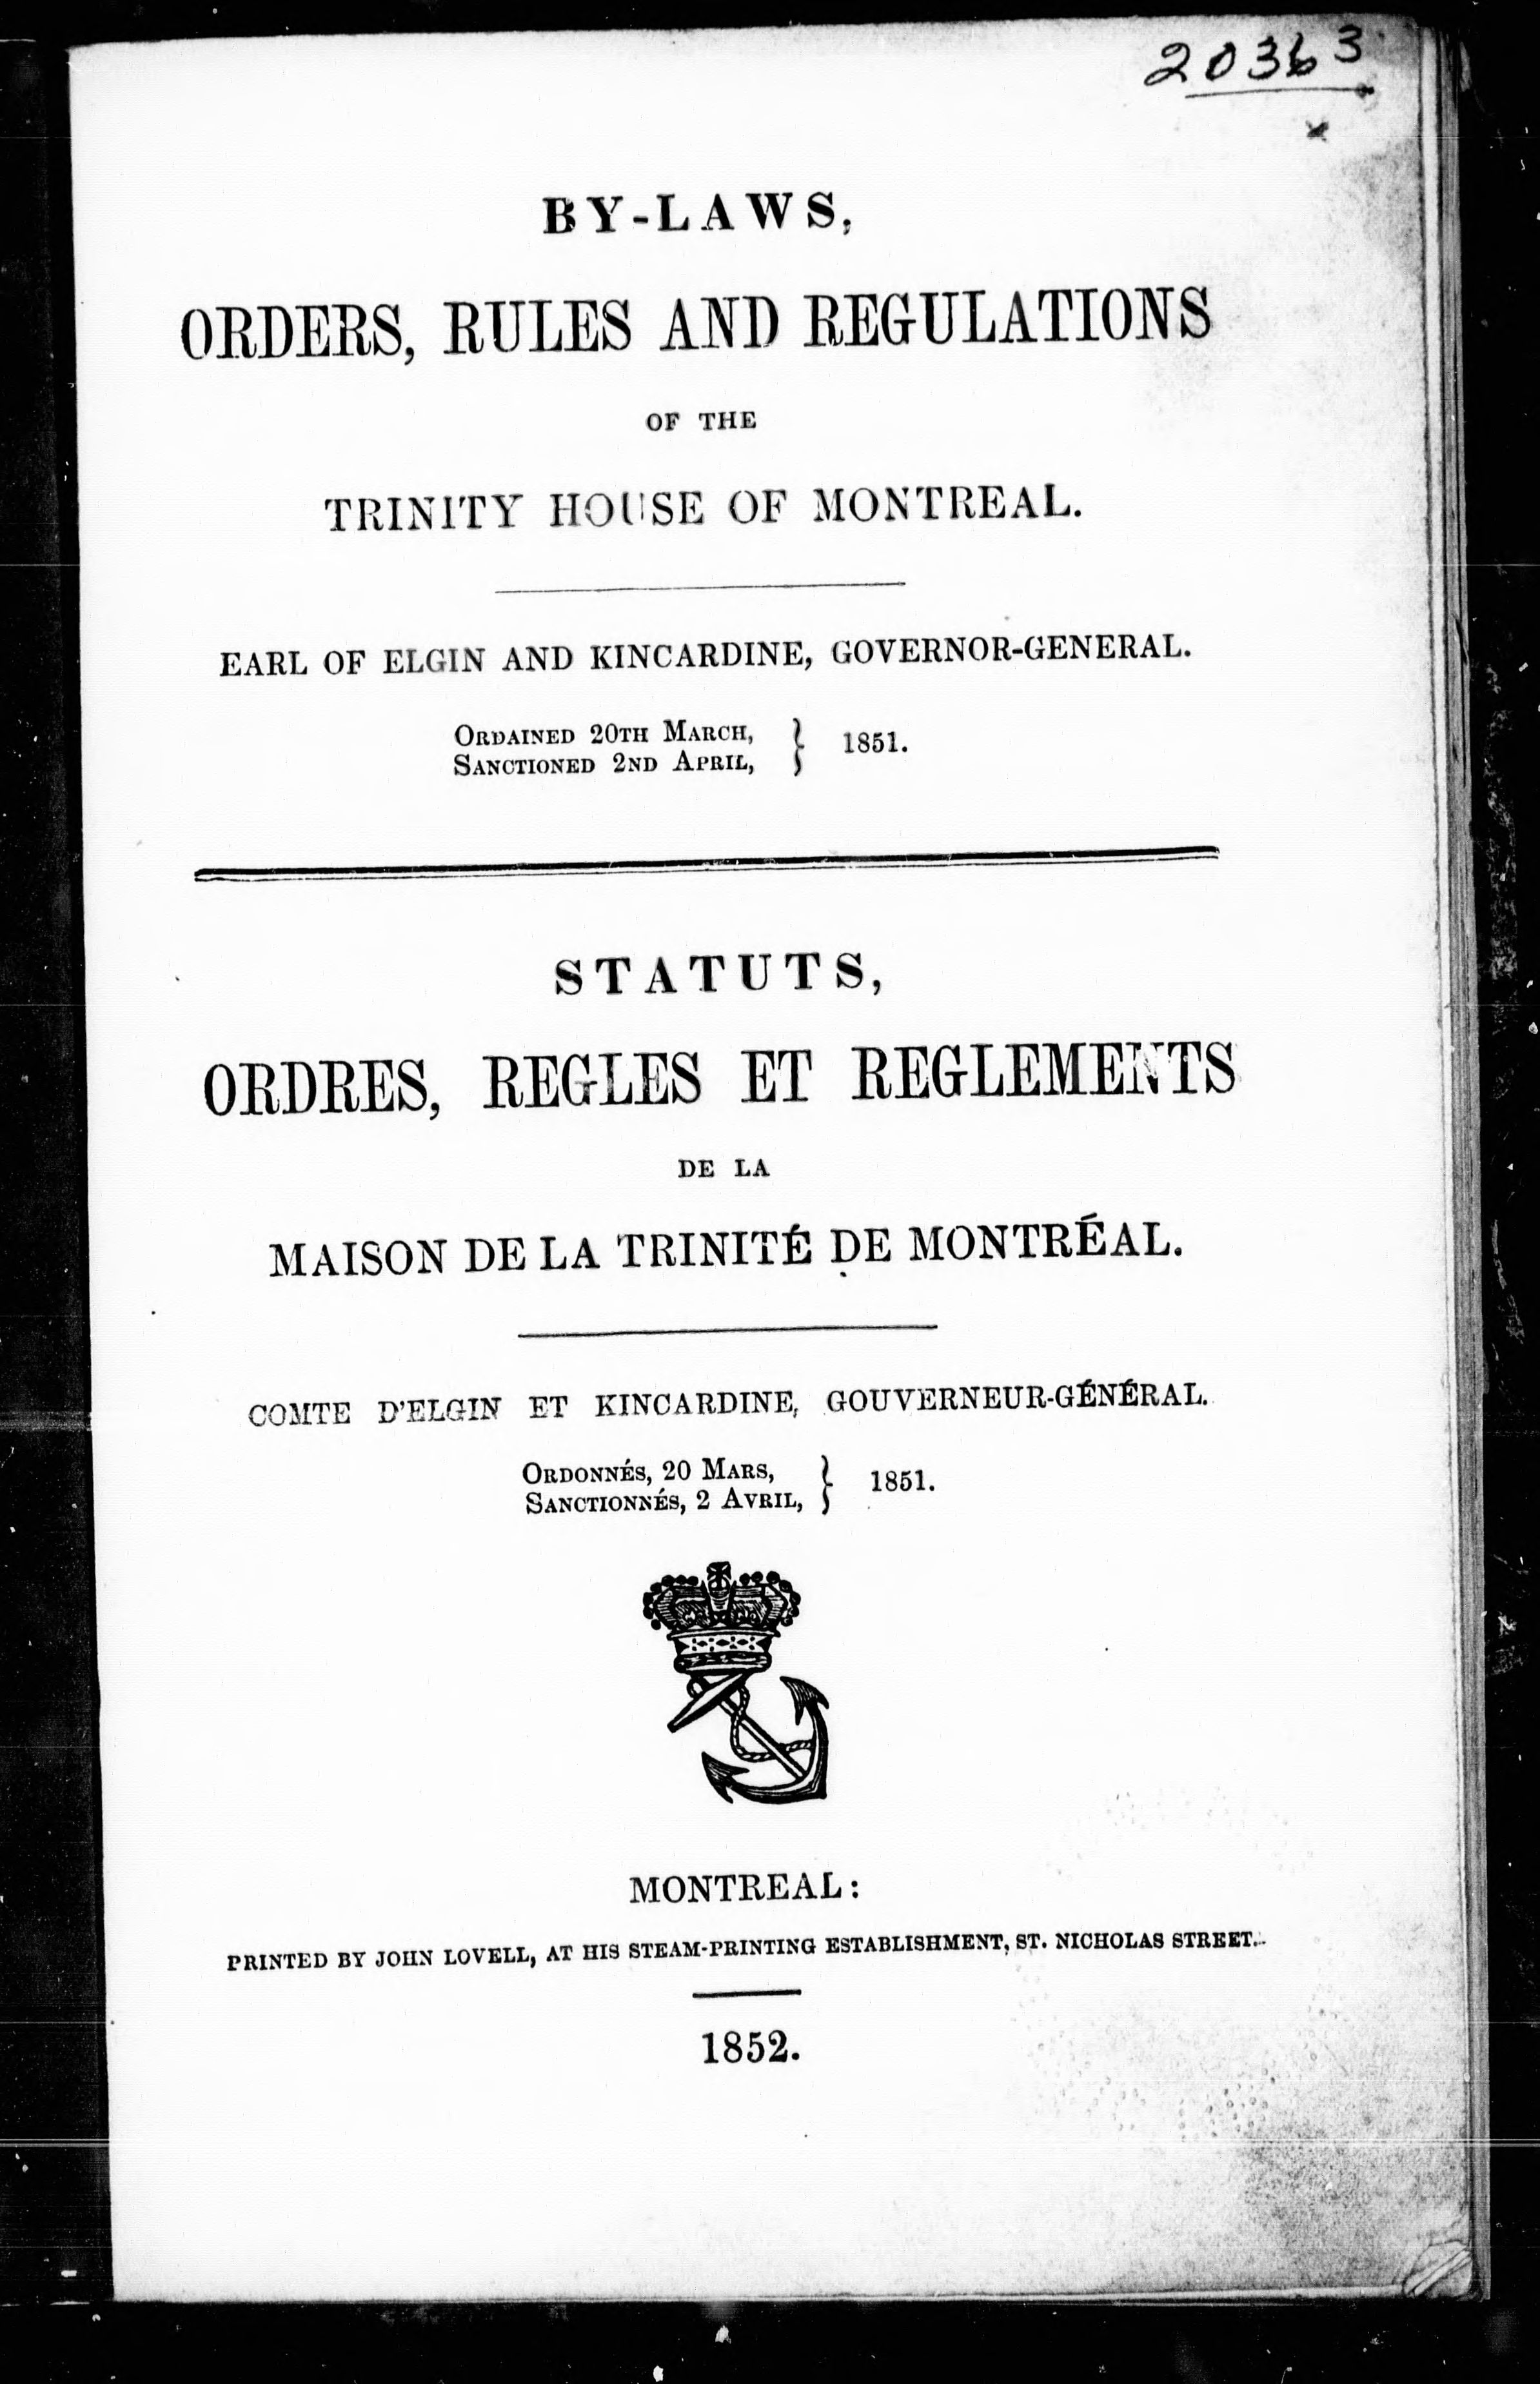 20363
BY-LAWS,
ORDERS, RULES AND REGULATIONS
OF THE
TRINITY HOUSE OF MONTREAL.
EARL OF ELGIN AND KINCARDINE, GOVERNOR-GENERAL.
ORDAINED 20TH MARCH, } 1851.
SANCTIONED 2ND APRIL,
STATUTS,
ORDRES, REGLES ET REGLEMENTS
DE LA
MAISON DE LA TRINITÉ DE MONTRÉAL.
COMTE D'ELGIN ET KINCARDINE, GOUVERNEUR-GÉNÉRAL.
ORDONNÉS, 20 MARS, } 1851.
SANCTIONNÉS, 2 AVRIL,
MONTREAL:
PRINTED BY JOHN LOVELL, AT HIS STEAM-PRINTING ESTABLISHMENT, ST. NICHOLAS STREET.
1852.